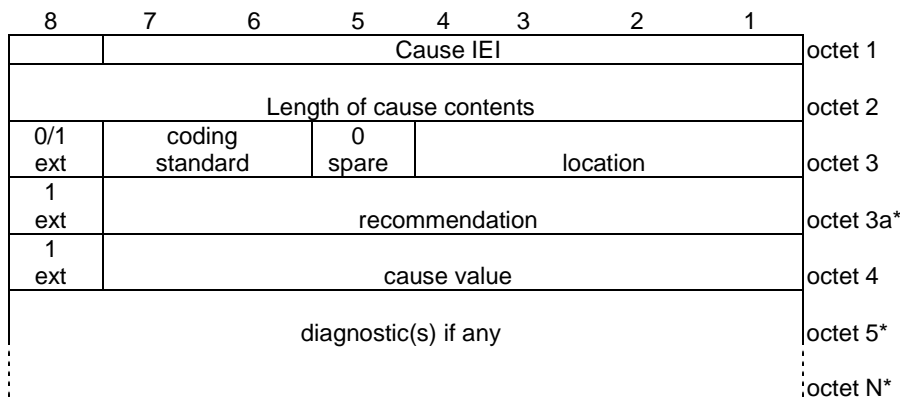 8 7 6 5 4 3 2 1
Cause IEI octet 1
Length of cause contents octet 2
0/1 coding 0
ext standard spare location octet 3
1
ext recommendation octet 3a*
1
ext cause value octet 4
diagnostic(s) if any octet 5*
octet N*